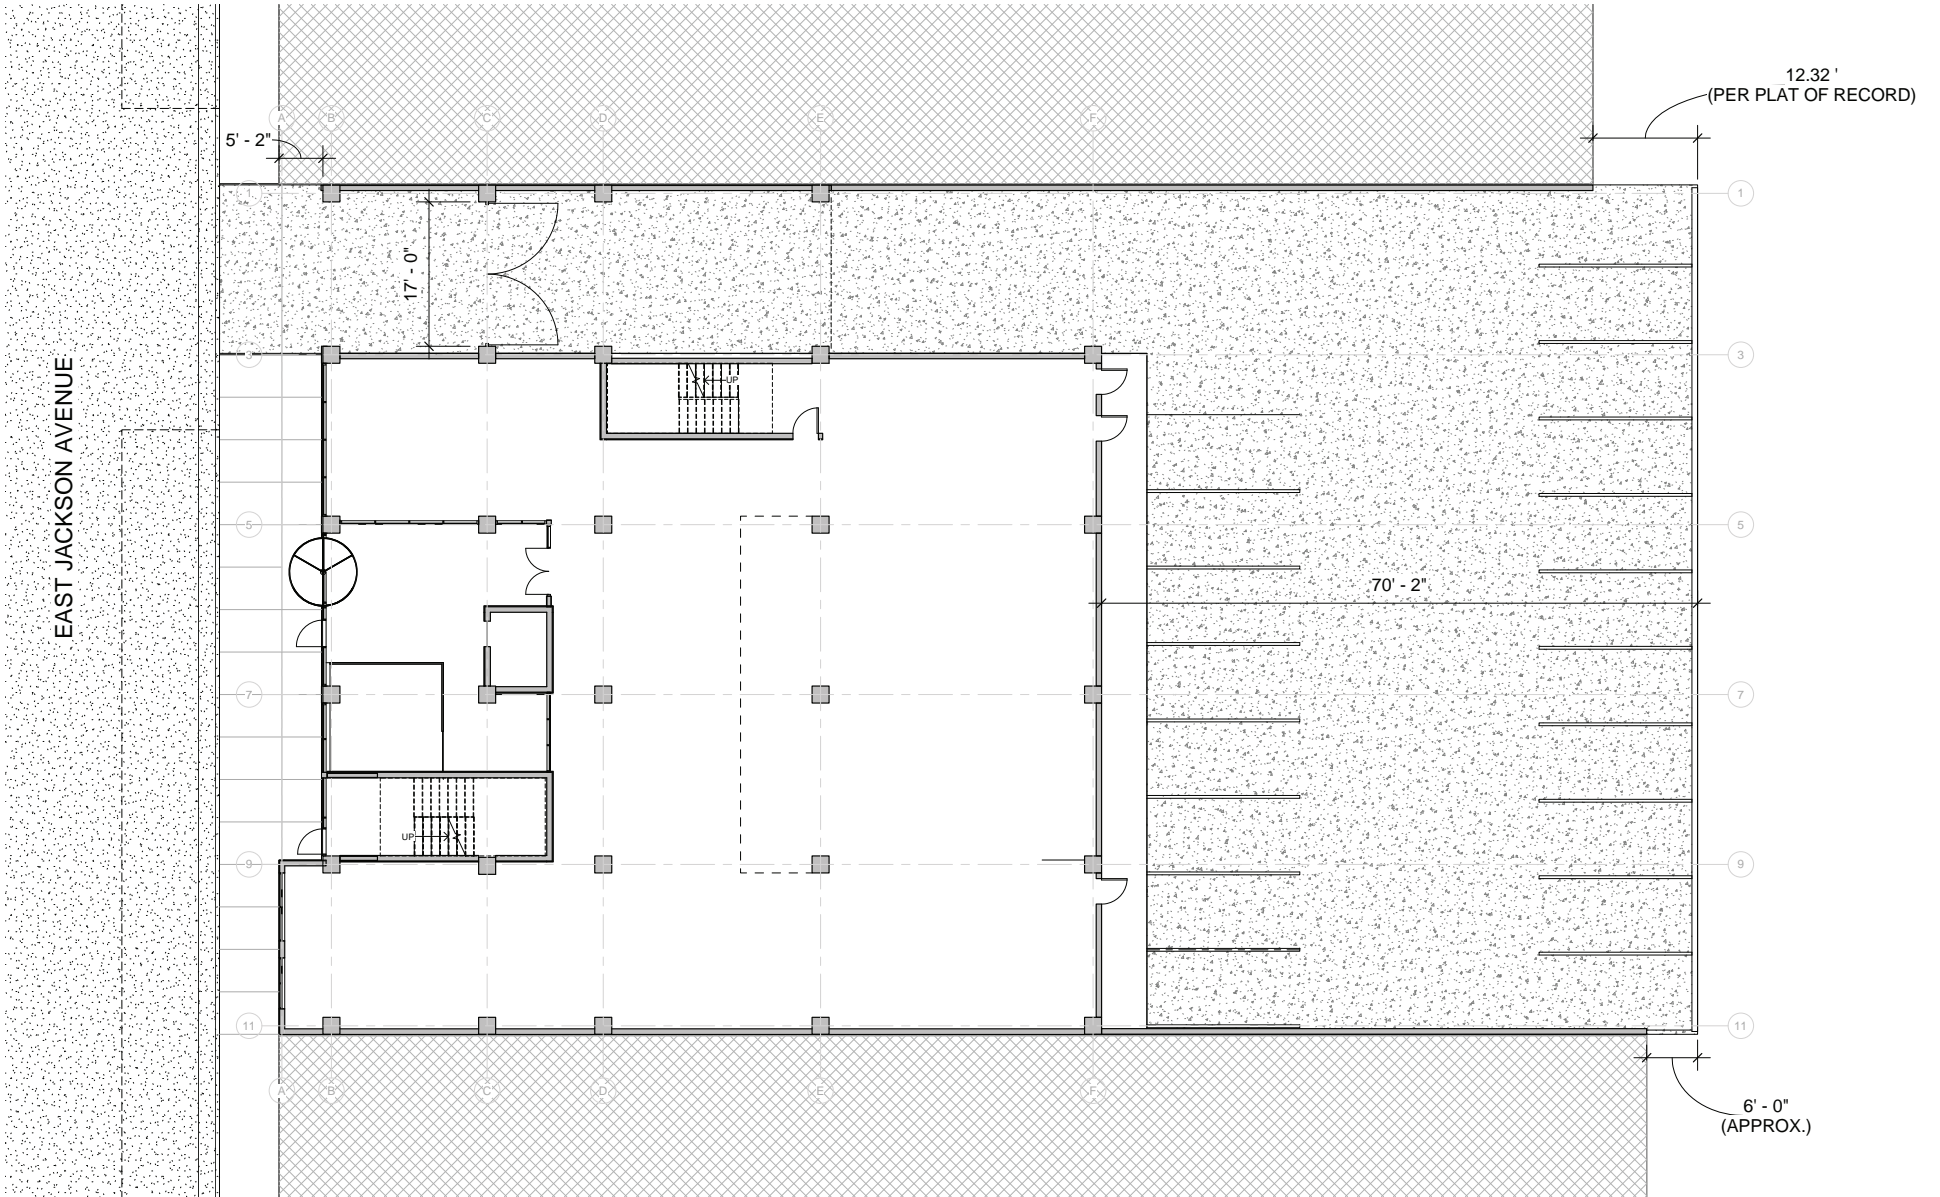 12.32 '
(PER PLAT OF RECORD)
A B C D E F
5' - 2"
1 1
17' - 0"
3 3
UP
EAST JACKSON AVENUE
5 5
70' - 2"
7 7
UP
9 9
11 11
A B C D E F
6' - 0"
(APPROX.)